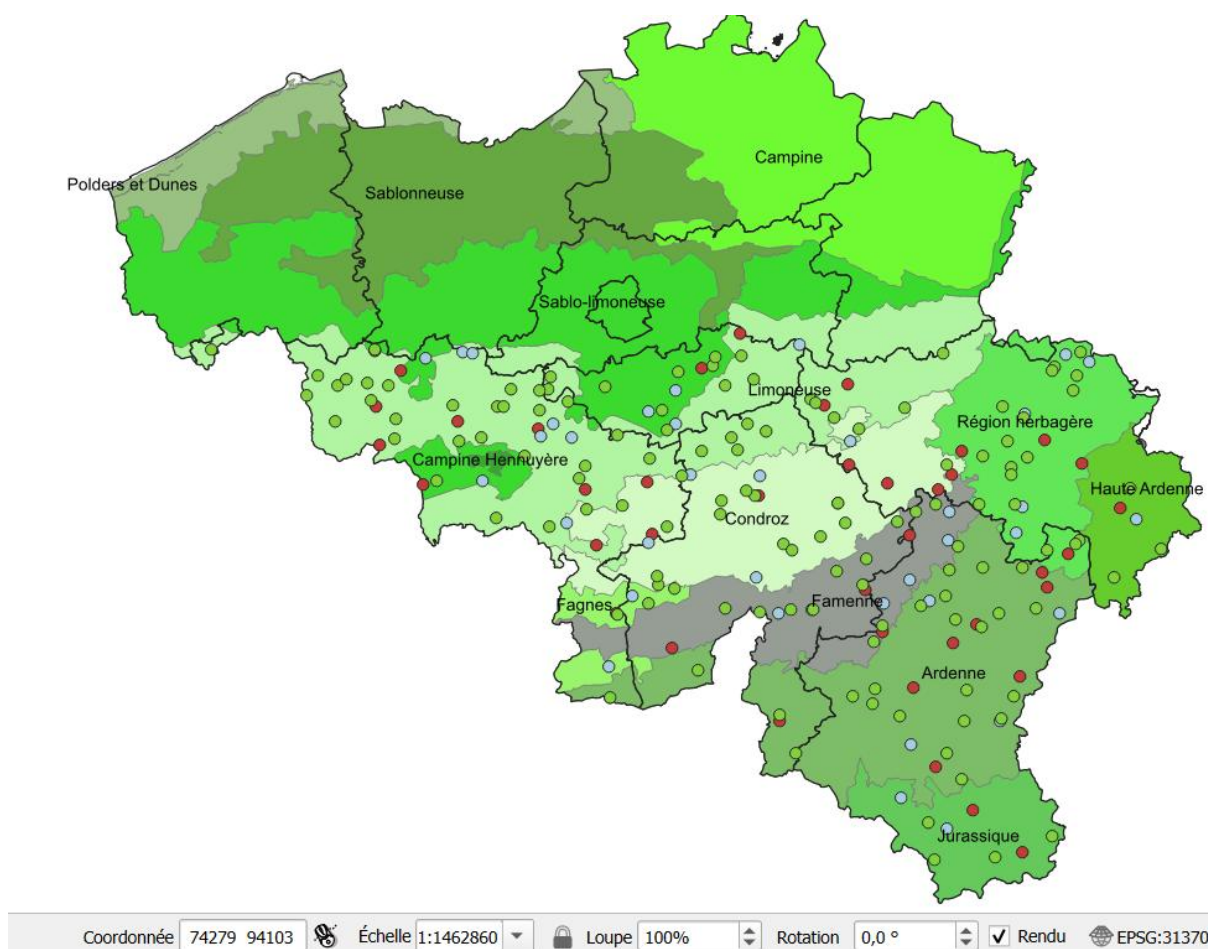 Campine
Polders et Dunes
Sablonneuse
Sablo-limoneuse
Limoneuse
Région herbagère
Campine Hennuyère
Haute Ardenne
Condroz
Fagnes
Famenne
Ardenne
Jurassique
Coordonnée 74279 94103 Échelle 1:1462860 Loupe 100% Rotation 0,0 ° Rendu EPSG:31370